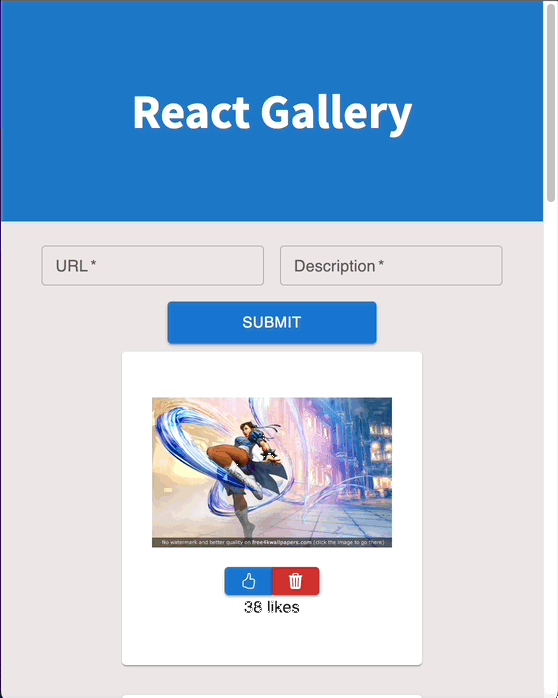 React Gallery
URL *
Description *
SUBMIT
No watermark and better quality on free4kwallpapers.com (click the image to go there)
38 likes